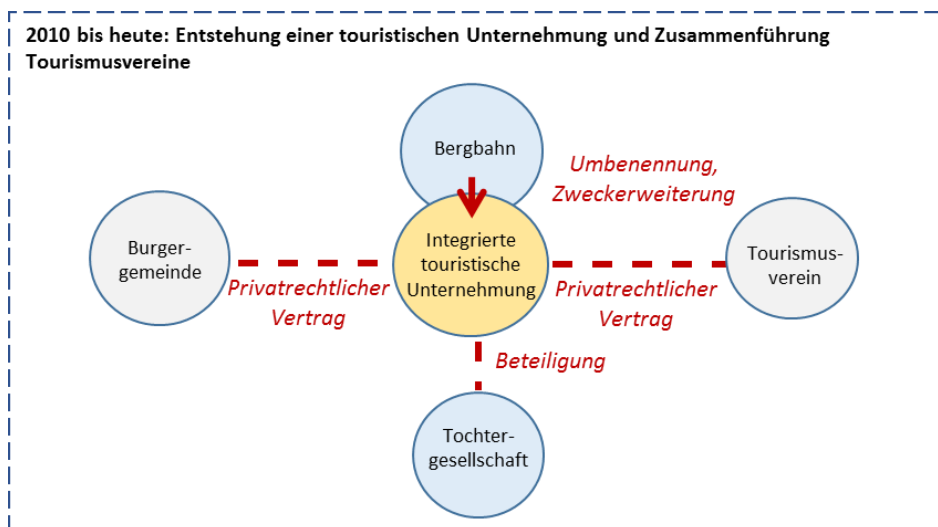 2010 bis heute: Entstehung einer touristischen Unternehmung und Zusammenführung
Tourismusvereine
Bergbahn
Umbenennung,
Zweckerweiterung
Burger-
gemeinde
Privatrechtlicher
Vertrag
Integrierte
touristische
Unternehmung
Privatrechtlicher
Vertrag
Tourismus-
verein
Beteiligung
Tochter-
gesellschaft